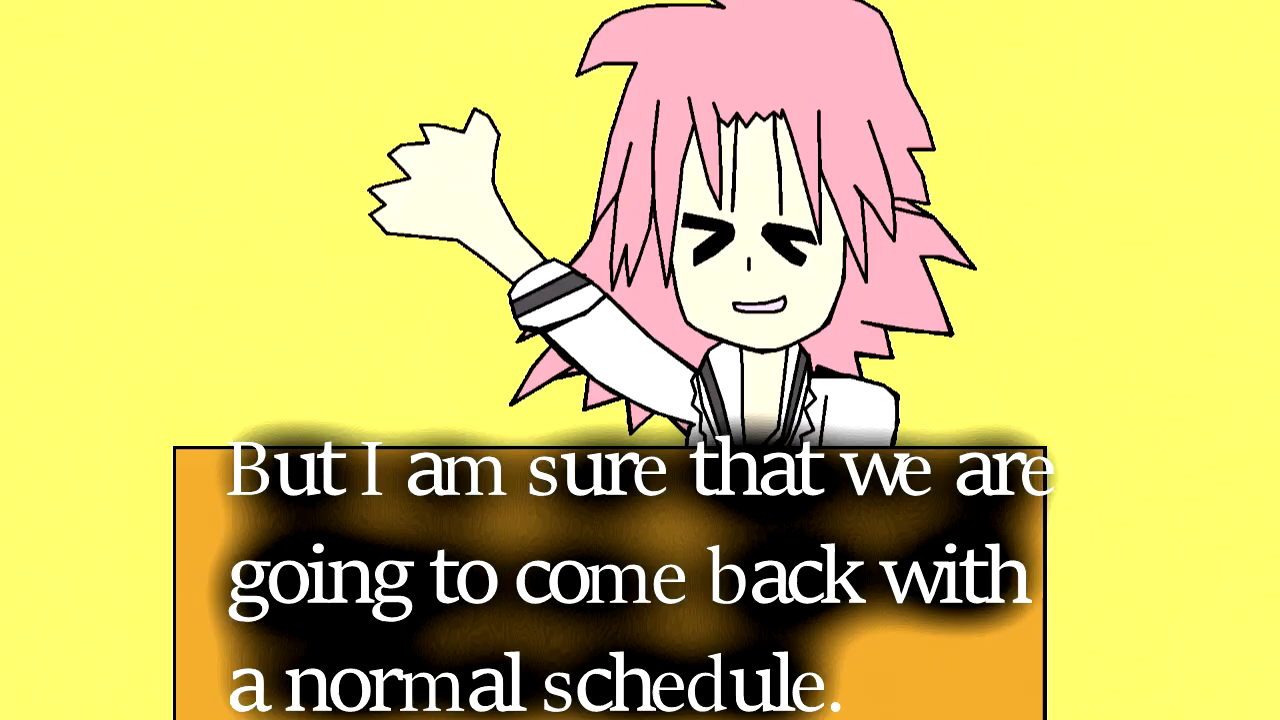 But I am sure that we are
going to come back with
a normal schedule.